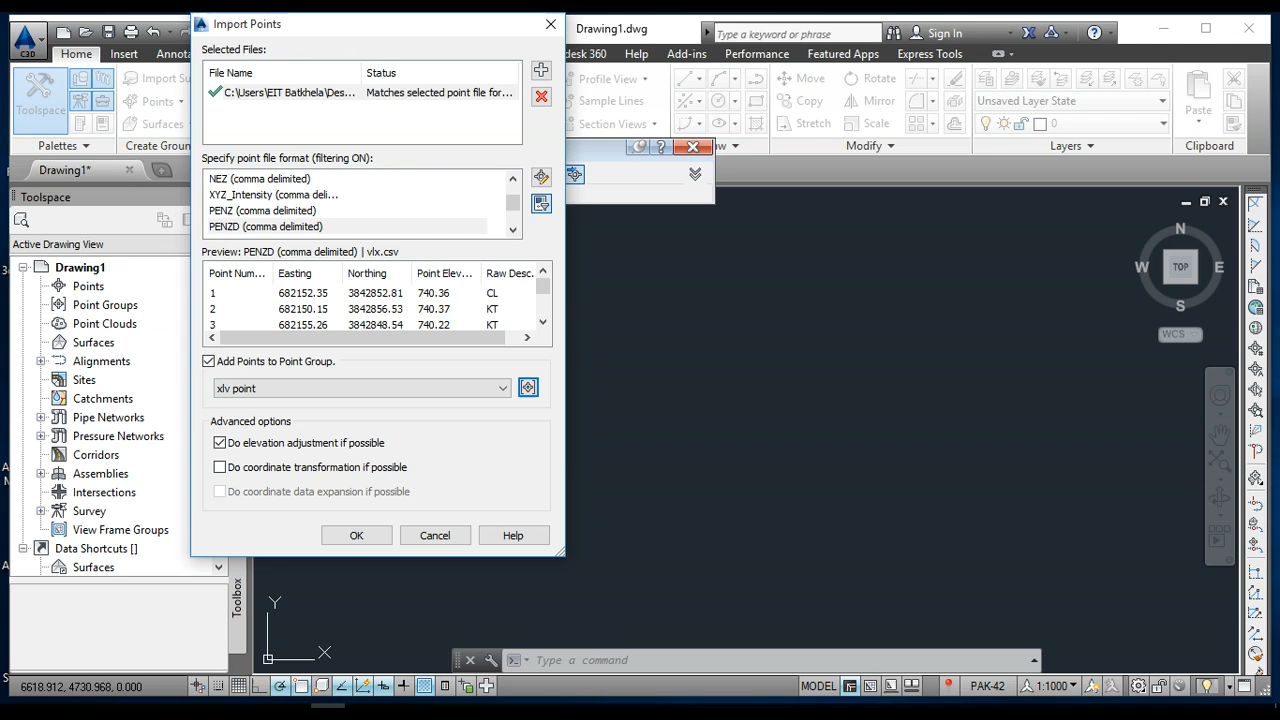 Import Points
Drawing1.dwg
Type a keyword or phrase
Sign In
C3D
Home
Insert
Annota
desk 360
Help
Add-ins
Performance
Featured Apps
Express Tools
Toolspace
Import Su
Points
Surfaces
Palettes
Create Ground
Profile View
Sample Lines
Section Views
Move
Rotate
Copy
Mirror
Stretch
Scale
aw
Modify
Unsaved Layer State
0
Layers
Paste
Clipboard
Drawing1*
Toolspace
Active Drawing View
Drawing1
Points
Point Groups
Point Clouds
Surfaces
Alignments
Sites
Catchments
Pipe Networks
Pressure Networks
Corridors
Assemblies
Intersections
Survey
View Frame Groups
Data Shortcuts []
Surfaces
Toolbox
Selected Files:
File Name Status
C:\Users\EIT Batkhela\Des... Matches selected point file for...
Specify point file format (filtering ON):
NEZ (comma delimited)
XYZ_Intensity (comma deli...
PENZ (comma delimited)
PENZD (comma delimited)
Preview: PENZD (comma delimited) | vlx.csv
Point Num... Easting Northing Point Elev... Raw Desc.
1 682152.35 3842852.81 740.36 CL
2 682150.15 3842856.53 740.37 KT
3 682155.26 3842848.54 740.22 KT
Add Points to Point Group.
xlv point
Advanced options
Do elevation adjustment if possible
Do coordinate transformation if possible
Do coordinate data expansion if possible
OK
Cancel
Help
N
W
TOP
E
S
WCS
Y
X
Type a command
6618.912, 4730.968, 0.000
MODEL
PAK-42
1:1000